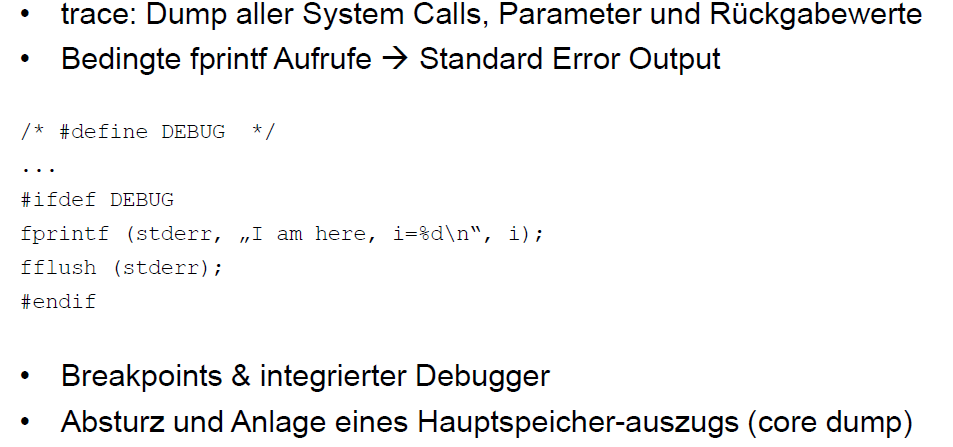 • trace: Dump aller System Calls, Parameter und Rückgabewerte
• Bedingte fprintf Aufrufe → Standard Error Output
/* #define DEBUG  */
...
#ifdef DEBUG
fprintf (stderr, „I am here, i=%d\n“, i);
fflush (stderr);
#endif
• Breakpoints & integrierter Debugger
• Absturz und Anlage eines Hauptspeicher-auszugs (core dump)